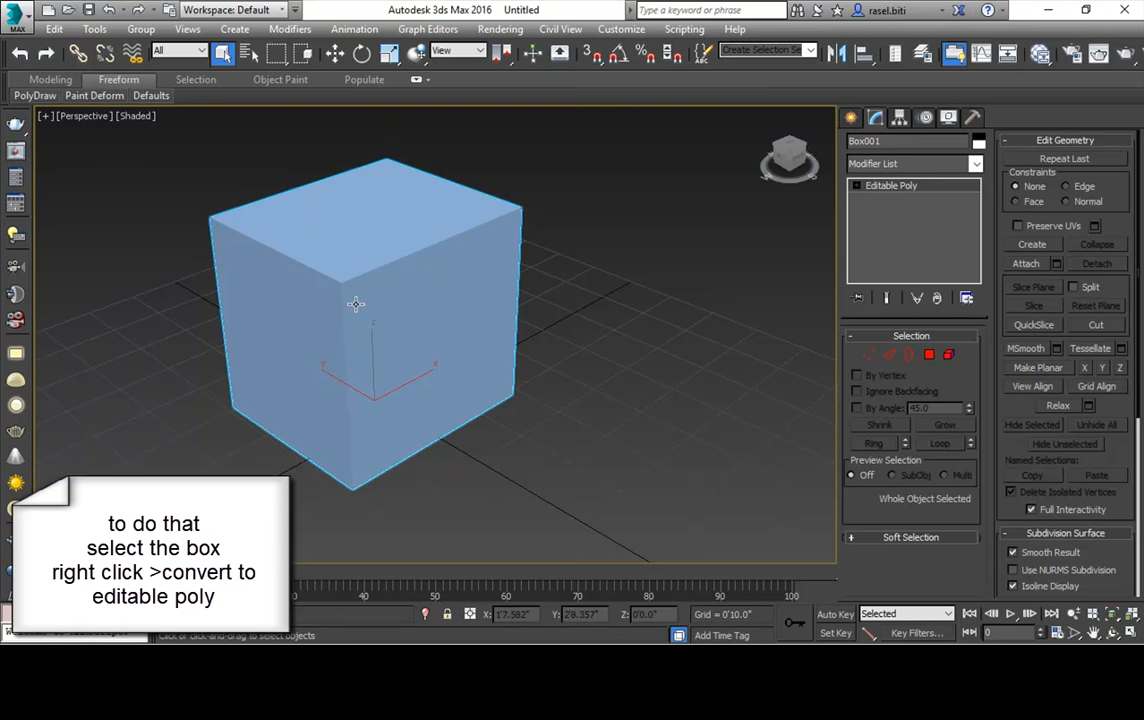 MAX
Workspace: Default
Autodesk 3ds Max 2016
Untitled
Type a keyword or phrase
rasel.biti
Edit
Tools
Group
Views
Create
Modifiers
Animation
Graph Editors
Rendering
Civil View
Customize
Scripting
Help
All
View
Create Selection Se
Modeling
Freeform
Selection
Object Paint
Populate
PolyDraw
Paint Deform
Defaults
[+] [Perspective] [Shaded]
z
y
x
to do that
select the box
right click >convert to
editable poly
Box001
Modifier List
Editable Poly
Selection
By Vertex
Ignore Backfacing
By Angle: 45.0
Shrink
Grow
Ring
Loop
Preview Selection
Off
SubObj
Multi
Whole Object Selected
Soft Selection
Edit Geometry
Repeat Last
Constraints
None
Edge
Face
Normal
Preserve UVs
Create
Collapse
Attach
Detach
Slice Plane
Split
Slice
Reset Plane
QuickSlice
Cut
MSmooth
Tessellate
Make Planar
X
Y
Z
View Align
Grid Align
Relax
Hide Selected
Unhide All
Hide Unselected
Named Selections:
Copy
Paste
Delete Isolated Vertices
Full Interactivity
Subdivision Surface
Smooth Result
Use NURMS Subdivision
Isoline Display
40
50
60
70
80
90
100
X: 1'7.582"
Y: 2'8.357"
Z: 0'0.0"
Grid = 0'10.0"
Auto Key
Selected
Click or click-and-drag to select objects
Add Time Tag
Set Key
Key Filters...
0